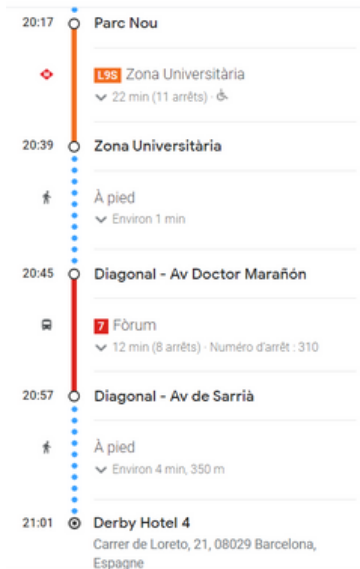 20:17 Parc Nou
L9S Zona Universitària
22 min (11 arrêts) ·
20:39 Zona Universitària
À pied
Environ 1 min
20:45 Diagonal - Av Doctor Marañón
7 Fòrum
12 min (8 arrêts) · Numéro d'arrêt : 310
20:57 Diagonal - Av de Sarrià
À pied
Environ 4 min, 350 m
21:01 Derby Hotel 4
Carrer de Loreto, 21, 08029 Barcelona,
Espagne